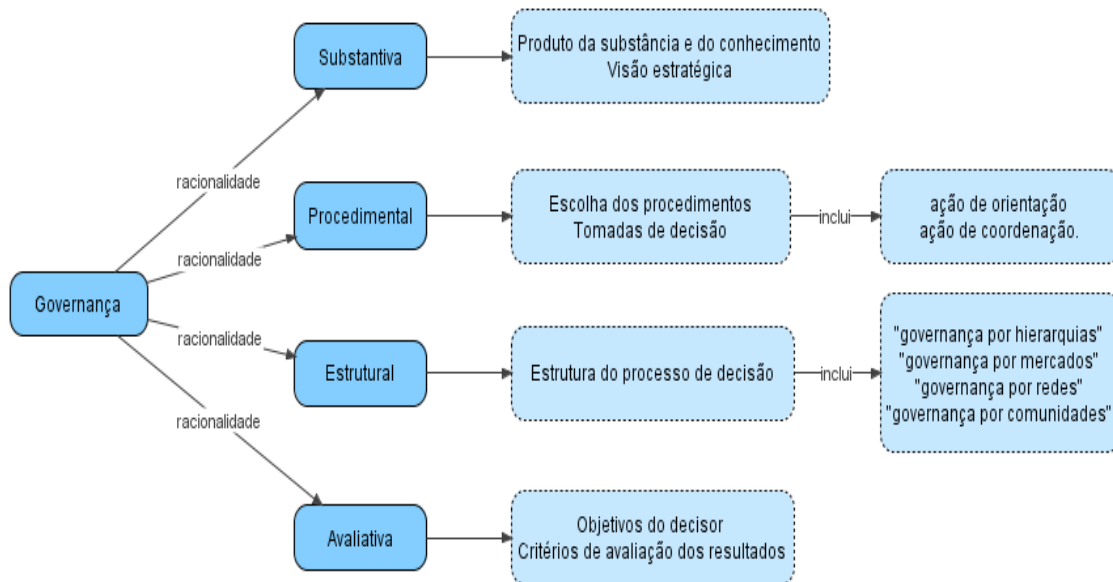 Substantiva
Produto da substância e do conhecimento
Visão estratégica
racionalidade
Procedimental
Escolha dos procedimentos
Tomadas de decisão
inclui
ação de orientação
ação de coordenação.
racionalidade
Governança
racionalidade
Estrutural
Estrutura do processo de decisão
inclui
"governança por hierarquias"
"governança por mercados"
"governança por redes"
"governança por comunidades"
racionalidade
Avaliativa
Objetivos do decisor
Critérios de avaliação dos resultados